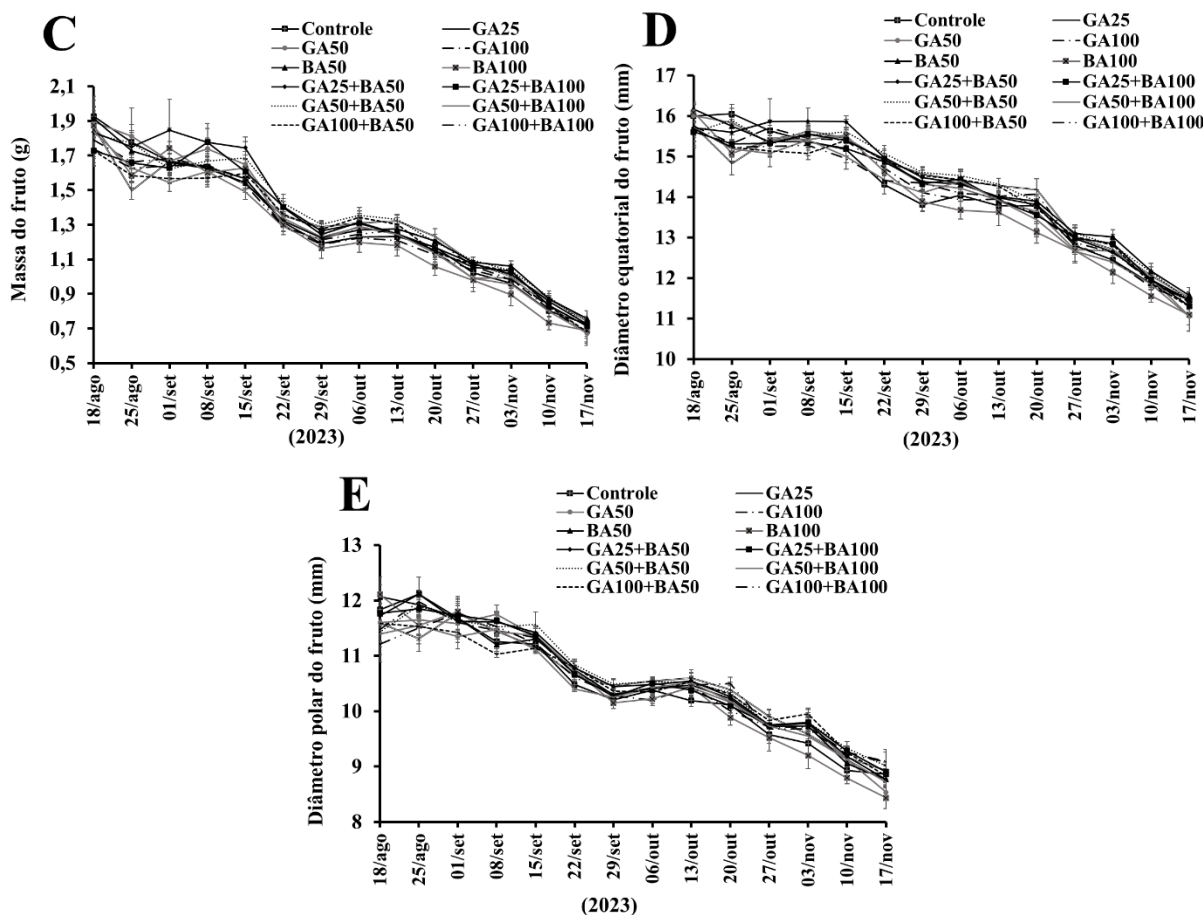 C
Controle GA25
GA50 GA100
BA50 BA100
GA25+BA50 GA25+BA100
GA50+BA50 GA50+BA100
GA100+BA50 GA100+BA100
Massa do fruto (g)
2,1
1,9
1,7
1,5
1,3
1,1
0,9
0,7
0,5
18/ago 25/ago 01/set 08/set 15/set 22/set 29/set 06/out 13/out 20/out 27/out 03/nov 10/nov 17/nov
(2023)
D
Controle GA25
GA50 GA100
BA50 BA100
GA25+BA50 GA25+BA100
GA50+BA50 GA50+BA100
GA100+BA50 GA100+BA100
Diâmetro equatorial do fruto (mm)
17
16
15
14
13
12
11
10
18/ago 25/ago 01/set 08/set 15/set 22/set 29/set 06/out 13/out 20/out 27/out 03/nov 10/nov 17/nov
(2023)
E
Controle GA25
GA50 GA100
BA50 BA100
GA25+BA50 GA25+BA100
GA50+BA50 GA50+BA100
GA100+BA50 GA100+BA100
Diâmetro polar do fruto (mm)
13
12
11
10
9
8
18/ago 25/ago 01/set 08/set 15/set 22/set 29/set 06/out 13/out 20/out 27/out 03/nov 10/nov 17/nov
(2023)